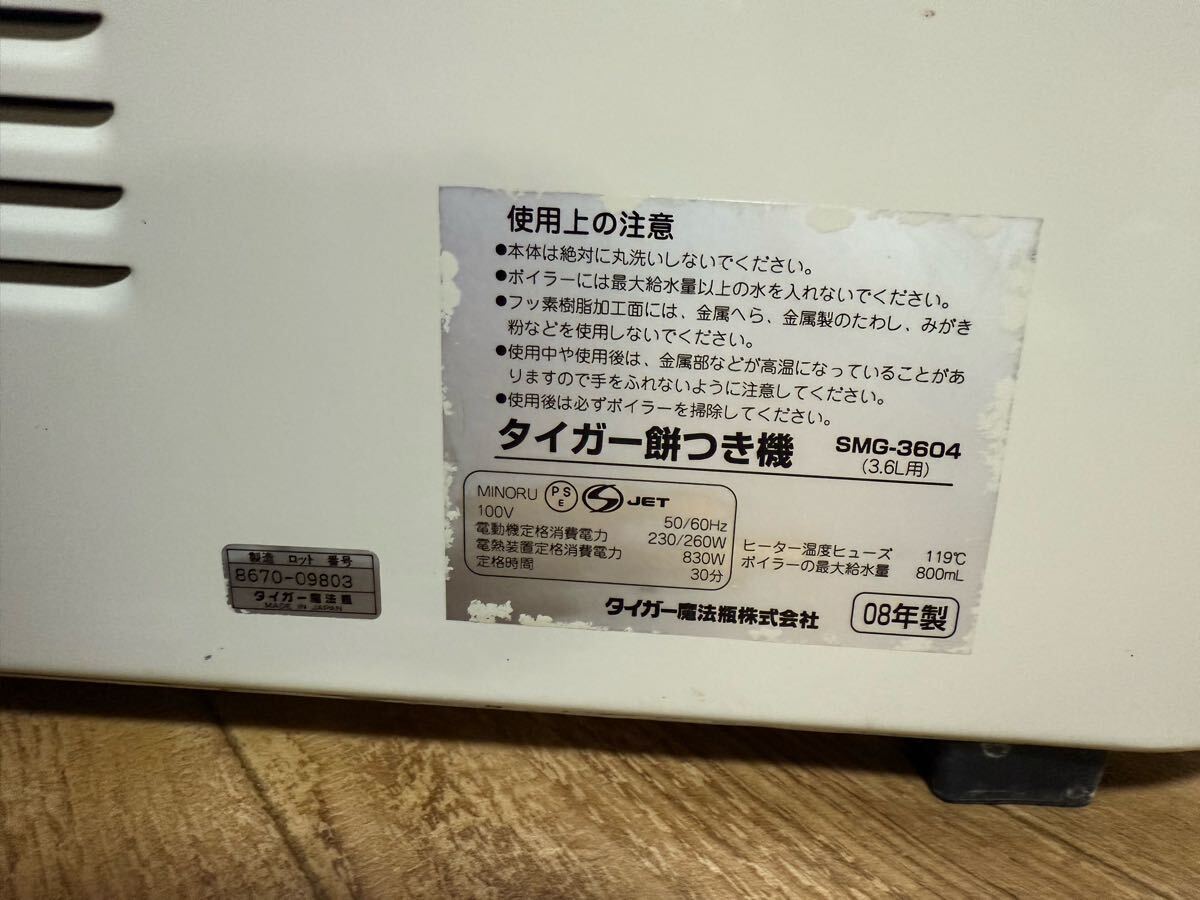 使用上の注意
●本体は絶対に丸洗いしないでください。
●ボイラーには最大給水量以上の水を入れないでください。
●フッ素樹脂加工面には、金属へら、金属製のたわし、みがき
粉などを使用しないでください。
●使用中や使用後は、金属部などが高温になっていることがあ
りますので手をふれないように注意してください。
●使用後は必ずボイラーを掃除してください。
タイガー餅つき機 SMG-3604
(3.6L用)
MINORU PSE JET
100V 50/60Hz
電動機定格消費電力 230/260W
電熱装置定格消費電力 830W
定格時間 30分
ヒーター温度ヒューズ 119℃
ボイラーの最大給水量 800mL
タイガー魔法瓶株式会社 08年製
製造 ロット 番号
8670-09803
タイガー魔法瓶
MADE IN JAPAN